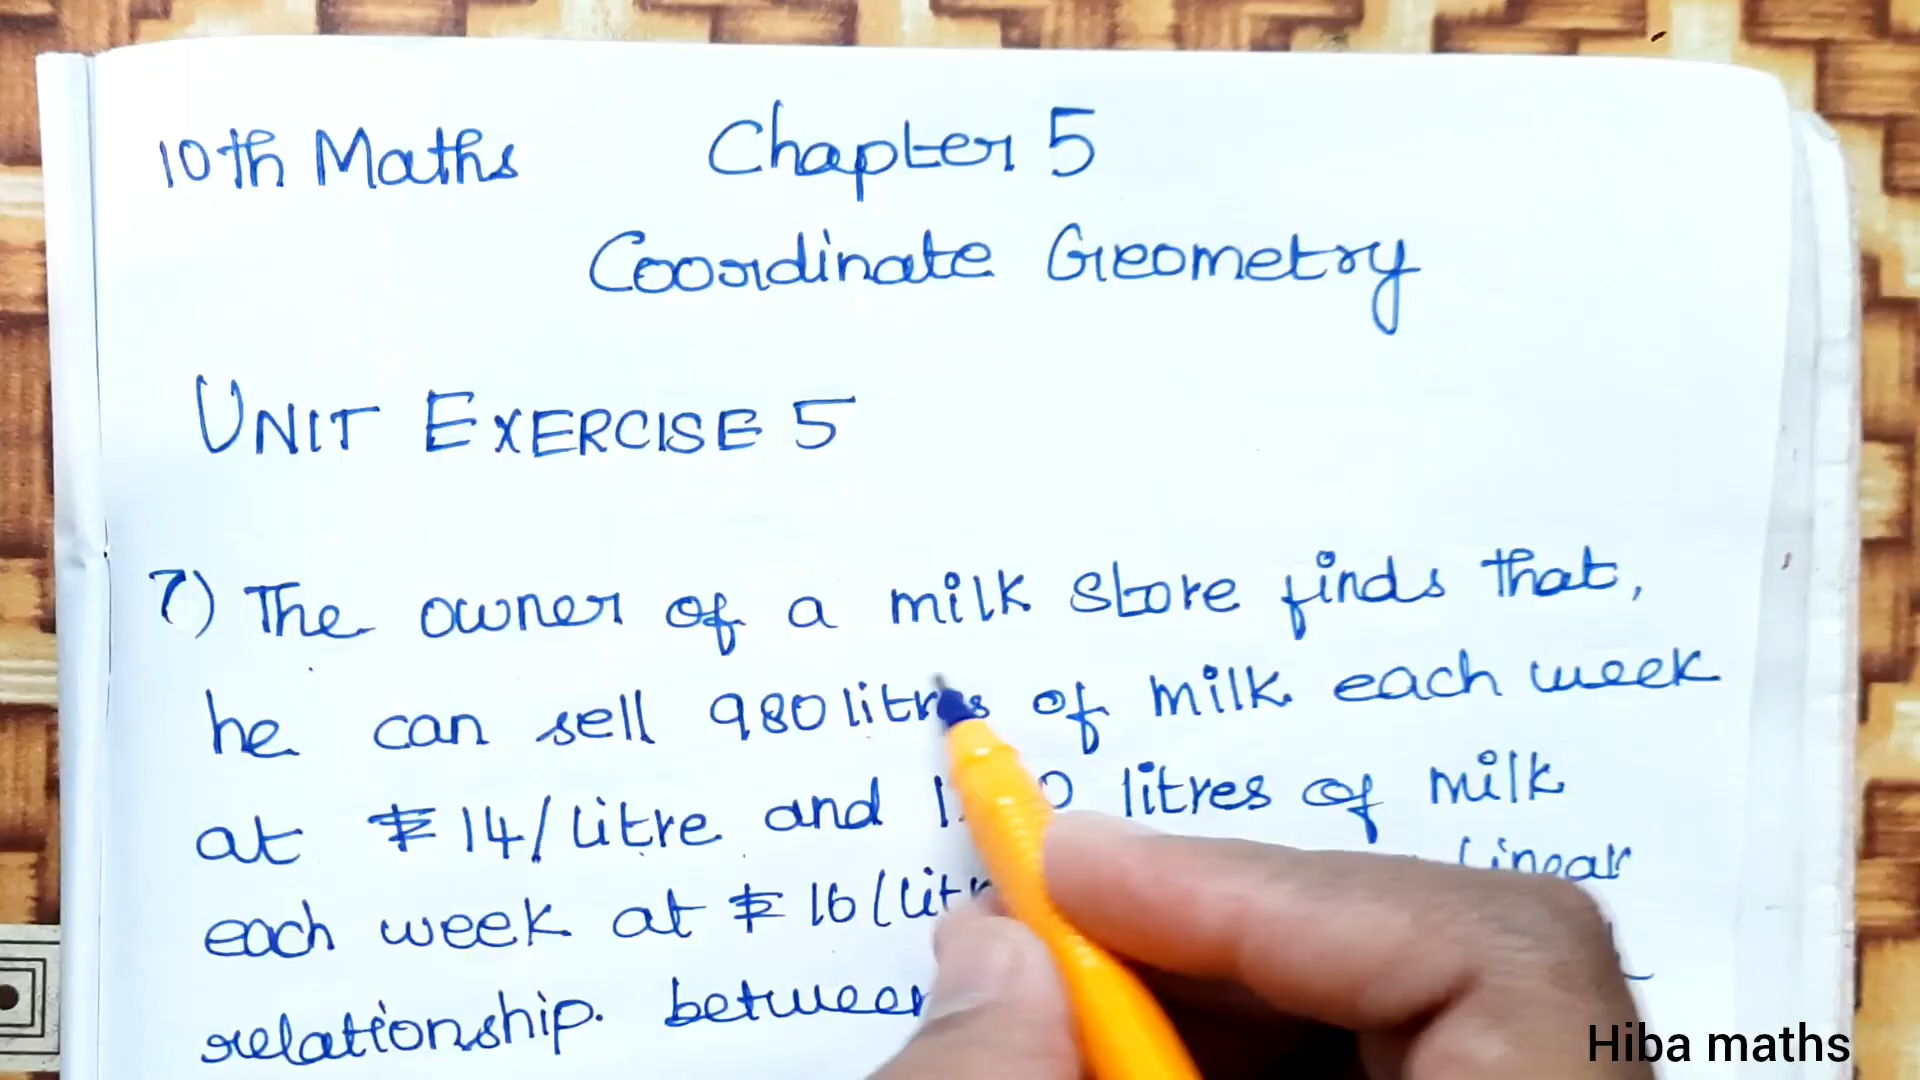 10th Maths Chapter 5
Coordinate Geometry
UNIT EXERCISE 5
7) The owner of a milk store finds that,
he can sell 980 litres of milk each week
at ₹14/litre and litres of milk
each week at ₹16/ linear
relationship. between
Hiba maths